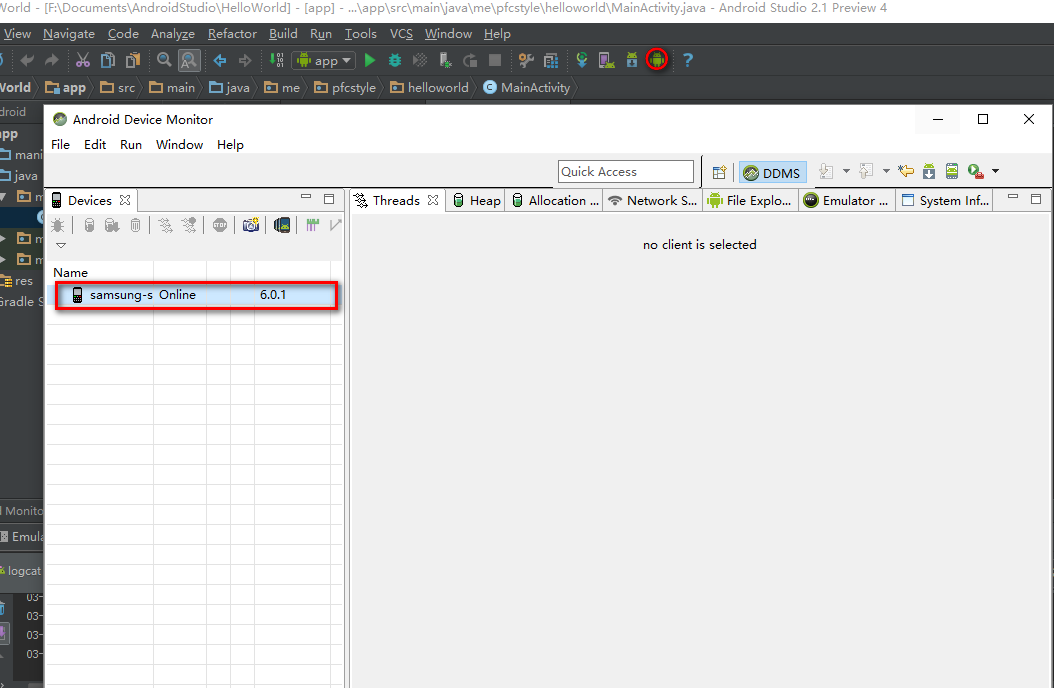 World - [F:\Documents\AndroidStudio\HelloWorld] - [app] - ...\app\src\main\java\me\pfcstyle\helloworld\MainActivity.java - Android Studio 2.1 Preview 4
View Navigate Code Analyze Refactor Build Run Tools VCS Window Help
app
World app src main java me pfcstyle helloworld MainActivity
droid
Android Device Monitor
app
File Edit Run Window Help
mani
java
Quick Access
DDMS
m
Devices
Threads Heap Allocation ... Network S... File Explo... Emulator ... System Inf...
m
no client is selected
m
Name
res
samsung-s Online 6.0.1
Gradle S
Monito
Emula
logcat
03-
03-
03-
03-